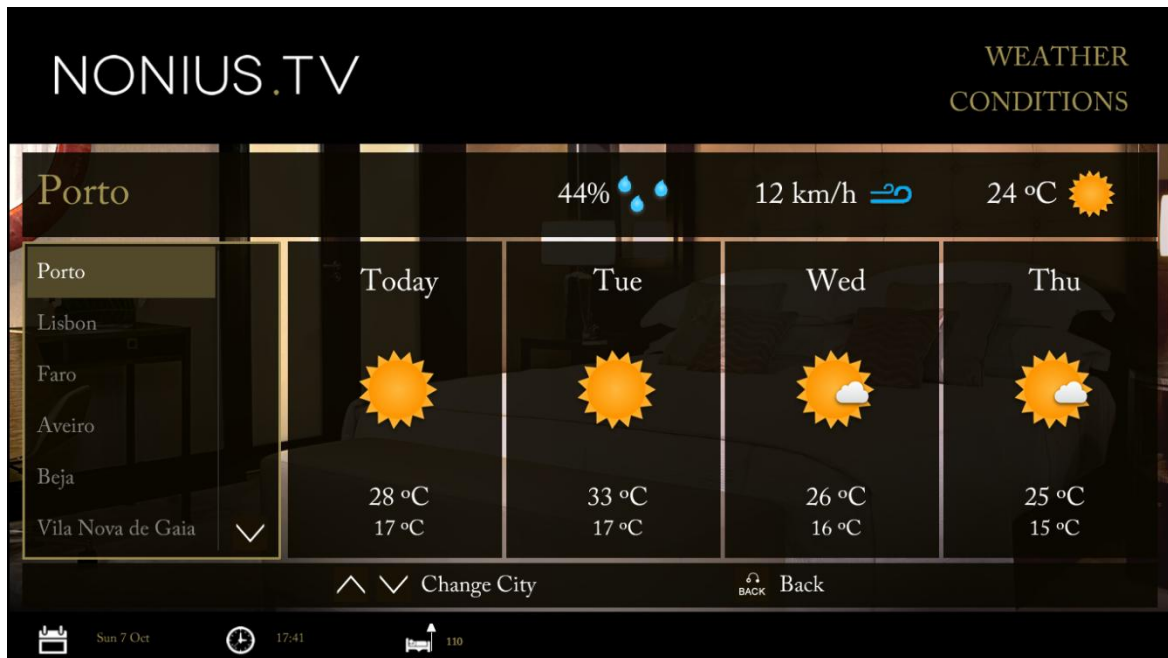 NONIUS.TV
WEATHER
CONDITIONS
Porto
44%
12 km/h
24 ºC
Porto
Lisbon
Faro
Aveiro
Beja
Vila Nova de Gaia
Today
28 ºC
17 ºC
Tue
33 ºC
17 ºC
Wed
26 ºC
16 ºC
Thu
25 ºC
15 ºC
Change City
BACK Back
Sun 7 Oct
17:41
110